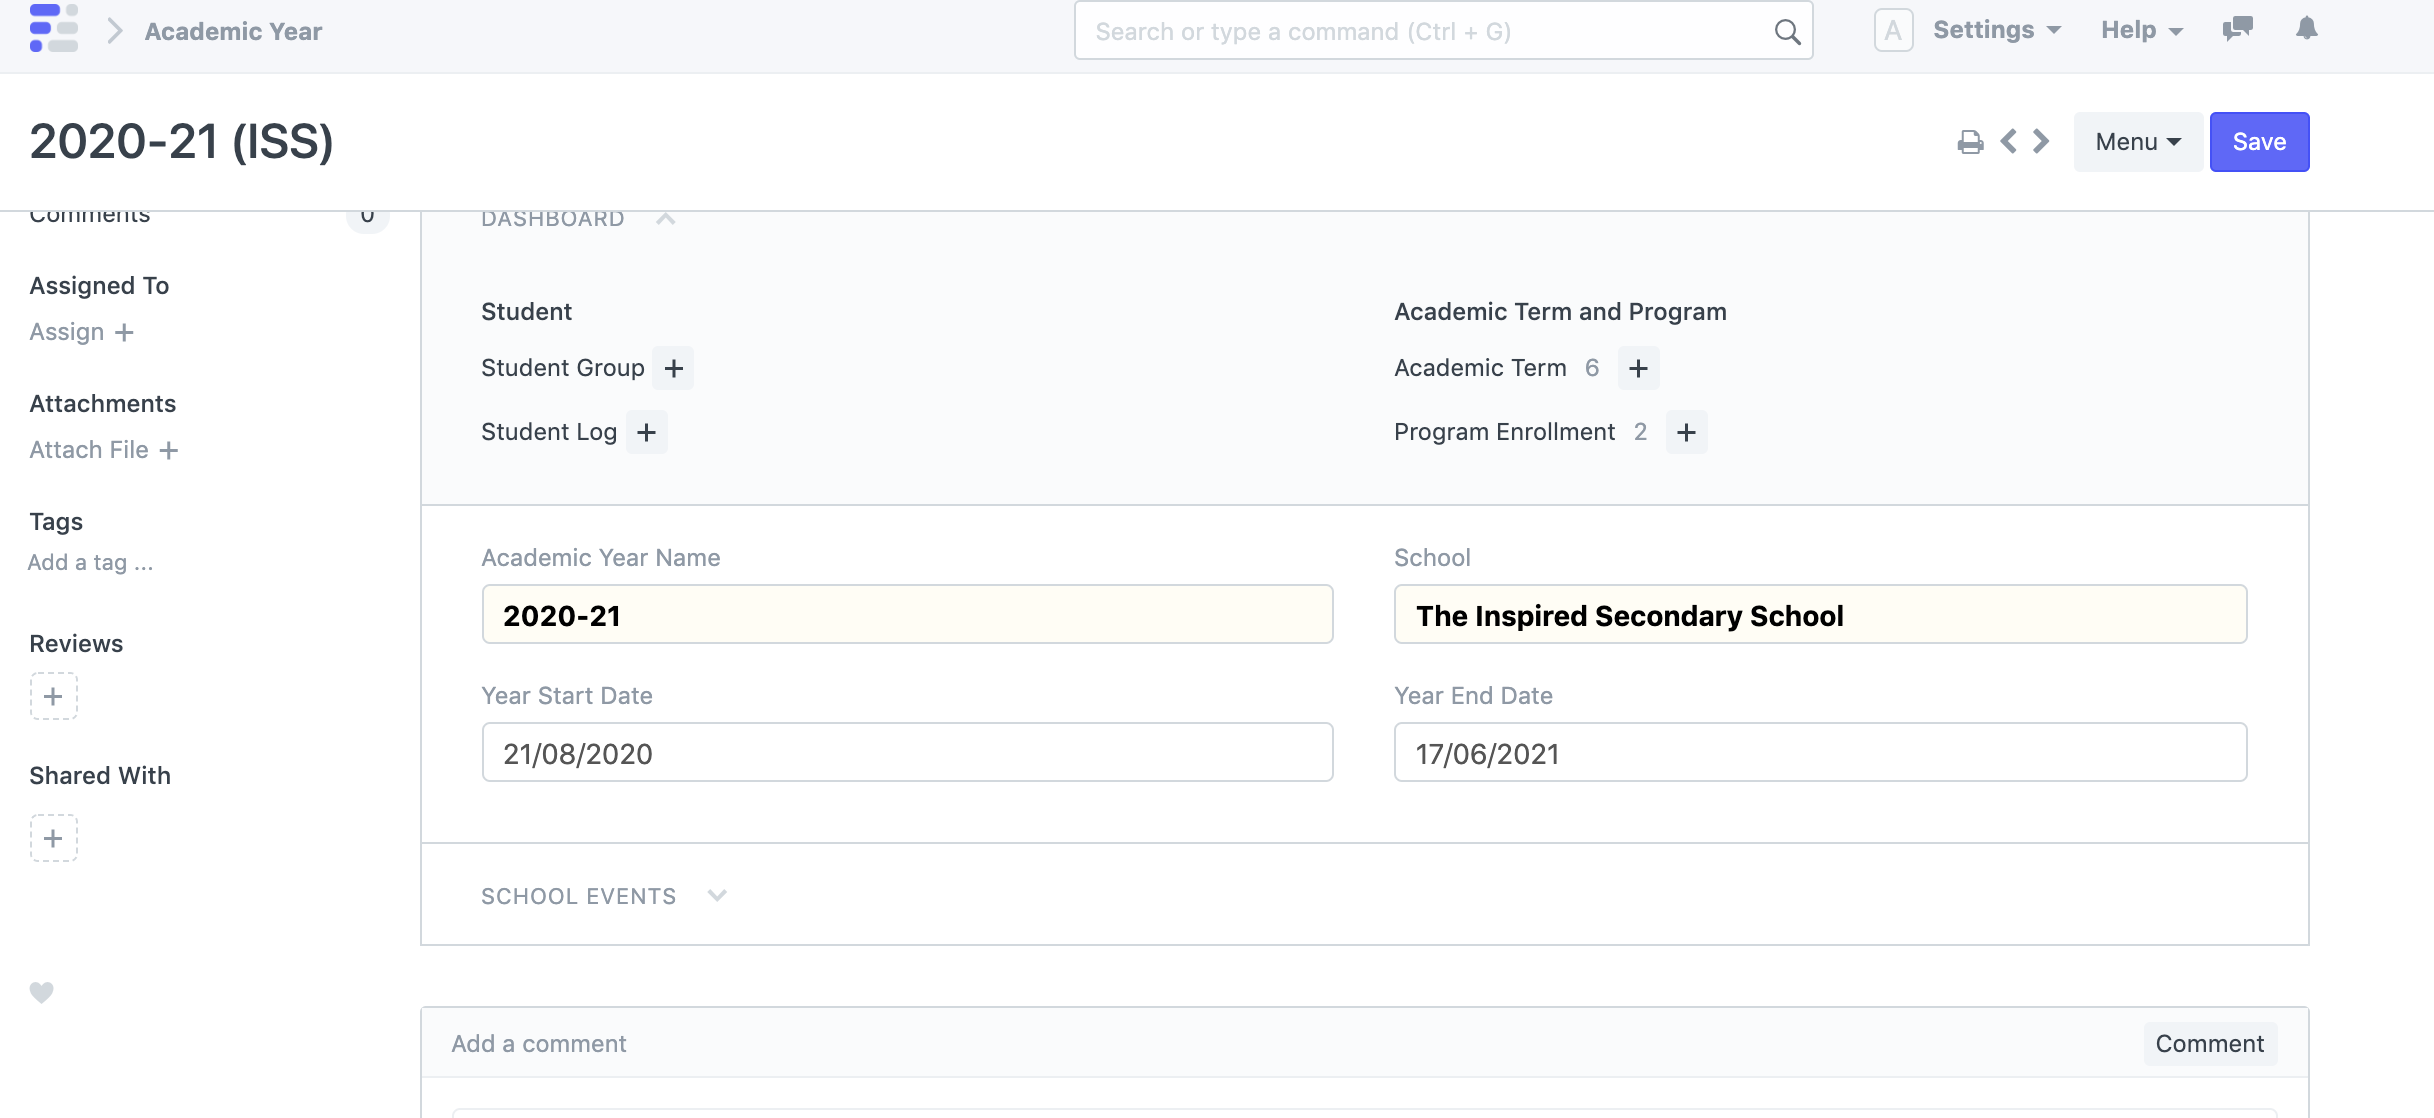 Academic Year
Search or type a command (Ctrl + G)
A
Settings
Help
2020-21 (ISS)
Menu
Save
Comments 0
Assigned To
Assign +
Attachments
Attach File +
Tags
Add a tag ...
Reviews
+
Shared With
+
DASHBOARD
Student
Student Group +
Student Log +
Academic Term and Program
Academic Term 6 +
Program Enrollment 2 +
Academic Year Name
2020-21
School
The Inspired Secondary School
Year Start Date
21/08/2020
Year End Date
17/06/2021
SCHOOL EVENTS
Add a comment
Comment